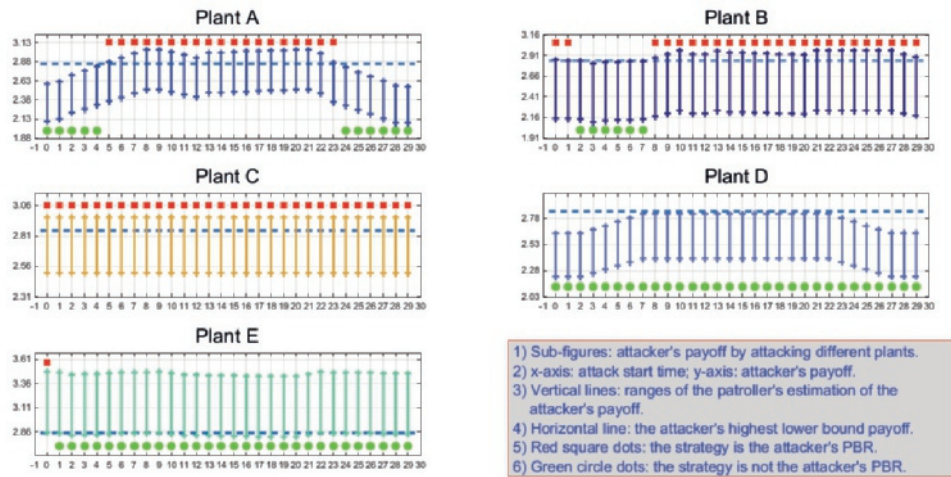 Plant A
3.13
2.88
2.63
2.38
2.13
1.88
-1 0 1 2 3 4 5 6 7 8 9 10 11 12 13 14 15 16 17 18 19 20 21 22 23 24 25 26 27 28 29 30
Plant B
3.16
2.91
2.66
2.41
2.16
1.91
-1 0 1 2 3 4 5 6 7 8 9 10 11 12 13 14 15 16 17 18 19 20 21 22 23 24 25 26 27 28 29 30
Plant C
3.06
2.81
2.56
2.31
-1 0 1 2 3 4 5 6 7 8 9 10 11 12 13 14 15 16 17 18 19 20 21 22 23 24 25 26 27 28 29 30
Plant D
2.78
2.53
2.28
2.03
-1 0 1 2 3 4 5 6 7 8 9 10 11 12 13 14 15 16 17 18 19 20 21 22 23 24 25 26 27 28 29 30
Plant E
3.61
3.36
3.11
2.86
-1 0 1 2 3 4 5 6 7 8 9 10 11 12 13 14 15 16 17 18 19 20 21 22 23 24 25 26 27 28 29 30
1) Sub-figures: attacker's payoff by attacking different plants.
2) x-axis: attack start time; y-axis: attacker's payoff.
3) Vertical lines: ranges of the patroller's estimation of the
attacker's payoff.
4) Horizontal line: the attacker's highest lower bound payoff.
5) Red square dots: the strategy is the attacker's PBR.
6) Green circle dots: the strategy is not the attacker's PBR.